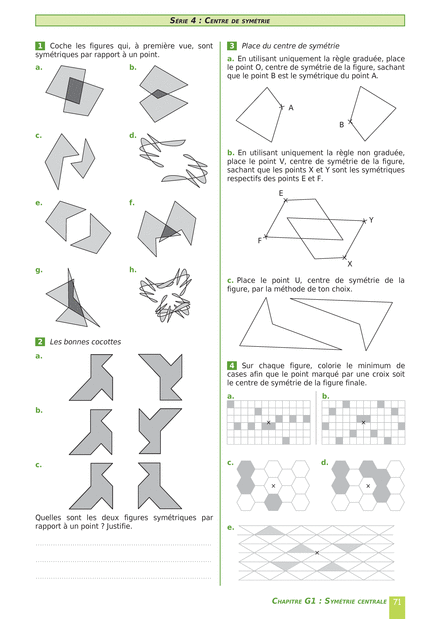 SÉRIE 4 : CENTRE DE SYMÉTRIE
1 Coche les figures qui, à première vue, sont
symétriques par rapport à un point.
a.
b.
c.
d.
e.
f.
g.
h.
2 Les bonnes cocottes
a.
b.
c.
Quelles sont les deux figures symétriques par
rapport à un point ? Justifie.
3 Place du centre de symétrie
a. En utilisant uniquement la règle graduée, place
le point O, centre de symétrie de la figure, sachant
que le point B est le symétrique du point A.
A
B
b. En utilisant uniquement la règle non graduée,
place le point V, centre de symétrie de la figure,
sachant que les points X et Y sont les symétriques
respectifs des points E et F.
E
Y
F
X
c. Place le point U, centre de symétrie de la
figure, par la méthode de ton choix.
4 Sur chaque figure, colorie le minimum de
cases afin que le point marqué par une croix soit
le centre de symétrie de la figure finale.
a.
b.
c.
d.
e.
CHAPITRE G1 : SYMÉTRIE CENTRALE 71